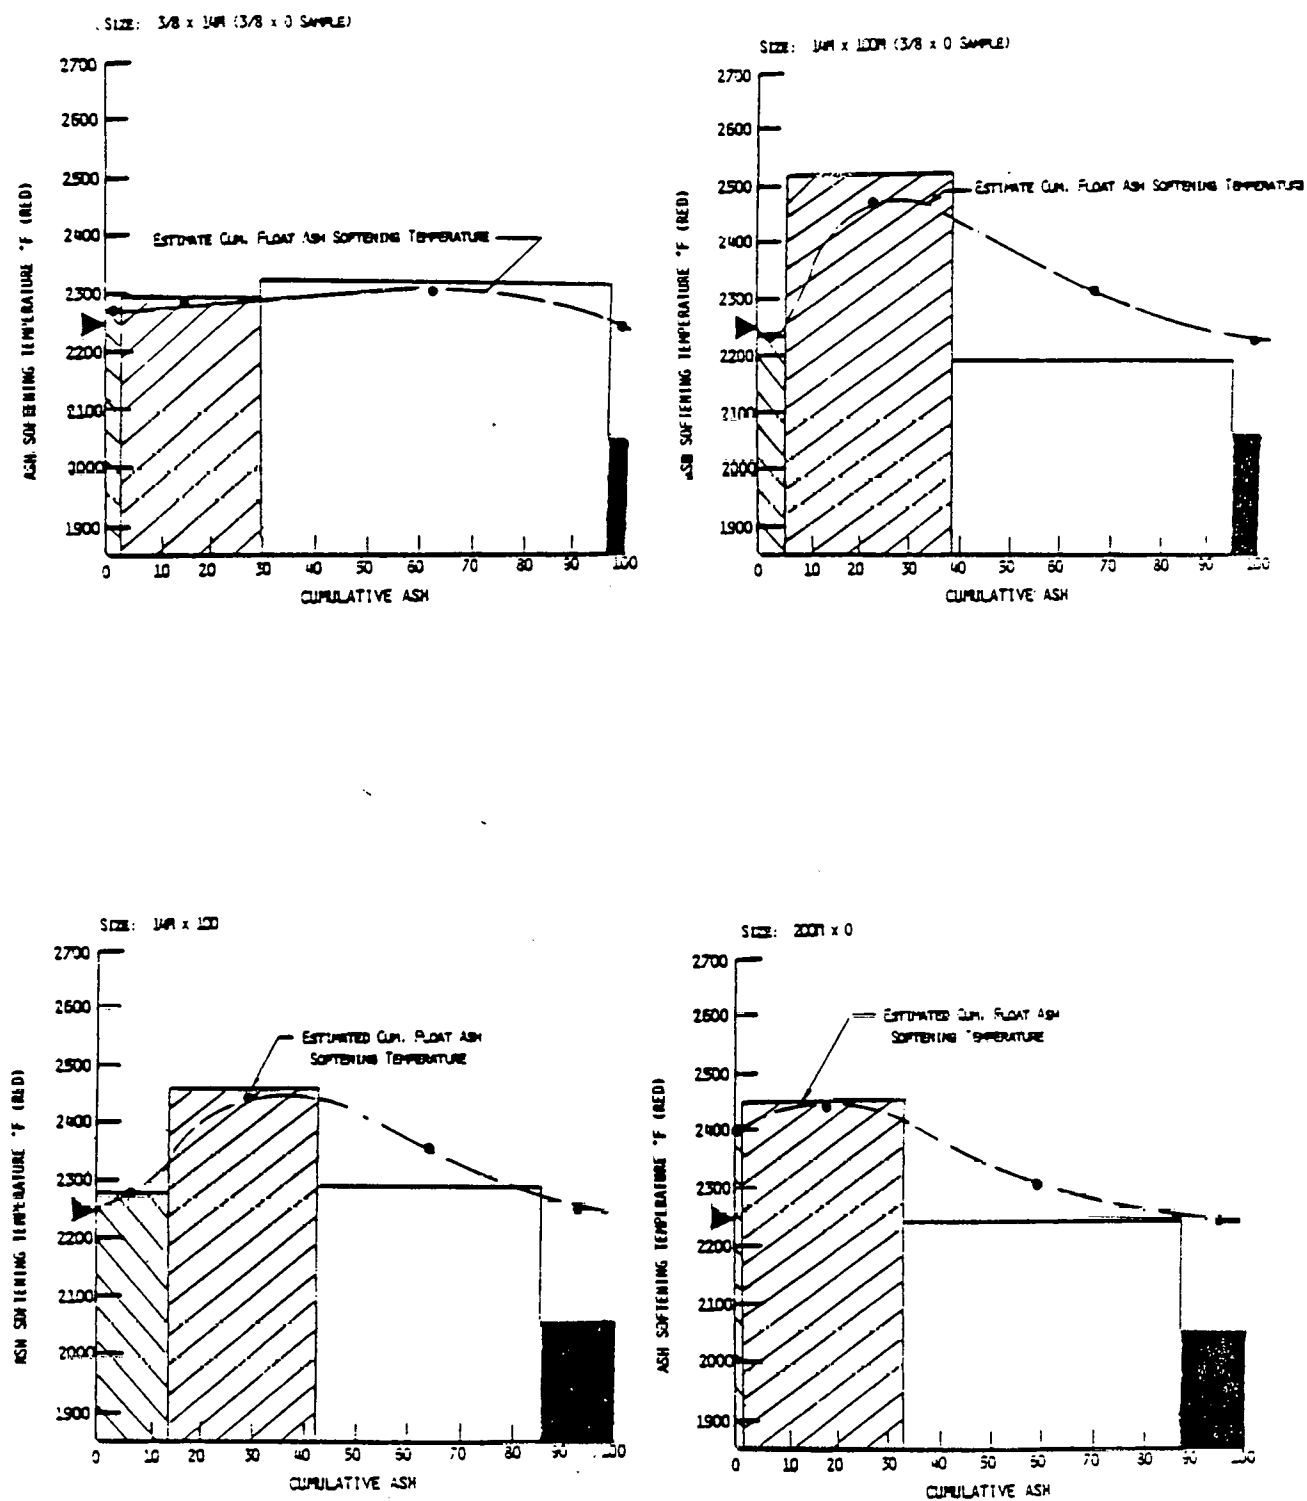 SIZE: 3/8 x 14M (3/8 x 0 SAMPLE)
2700
2600
2500
2400
2300
2200
2100
2000
1900
ASH SOFTENING TEMPERATURE °F (RED)
ESTIMATE CUM. FLOAT ASH SOFTENING TEMPERATURE
0 10 20 30 40 50 60 70 80 90 100
CUMULATIVE ASH
SIZE: 14M x 100M (3/8 x 0 SAMPLE)
2700
2600
2500
2400
2300
2200
2100
2000
1900
ASH SOFTENING TEMPERATURE °F (RED)
ESTIMATE CUM. FLOAT ASH SOFTENING TEMPERATURE
0 10 20 30 40 50 60 70 80 90 100
CUMULATIVE ASH
SIZE: 14M x 100
2700
2600
2500
2400
2300
2200
2100
2000
1900
ASH SOFTENING TEMPERATURE °F (RED)
ESTIMATED CUM. FLOAT ASH
SOFTENING TEMPERATURE
0 10 20 30 40 50 60 70 80 90 100
CUMULATIVE ASH
SIZE: 200M x 0
2700
2600
2500
2400
2300
2200
2100
2000
1900
ASH SOFTENING TEMPERATURE °F (RED)
ESTIMATED CUM. FLOAT ASH
SOFTENING TEMPERATURE
0 10 20 30 40 50 60 70 80 90 100
CUMULATIVE ASH